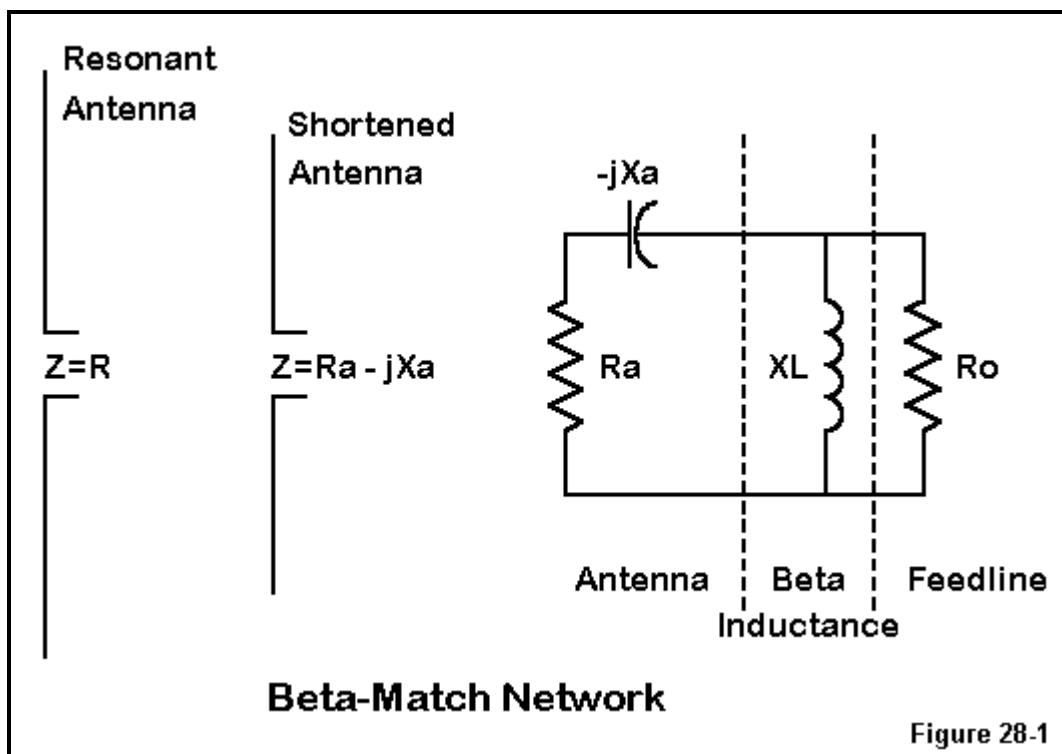 Resonant
Antenna
Shortened
Antenna
-jXa
Z=R
Z=Ra - jXa
Ra
XL
Ro
Antenna
Beta
Feedline
Inductance
Beta-Match Network
Figure 28-1